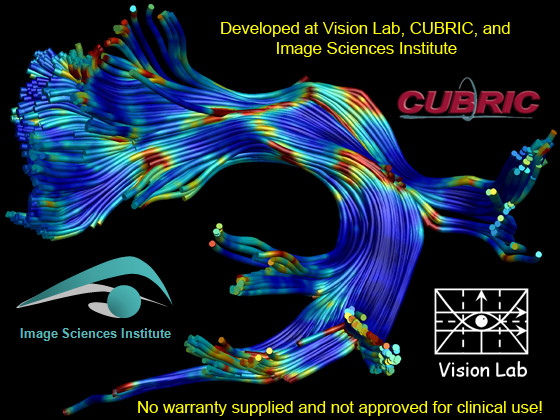 Developed at Vision Lab, CUBRIC, and
Image Sciences Institute
CUBRIC
Image Sciences Institute
Vision Lab
No warranty supplied and not approved for clinical use!